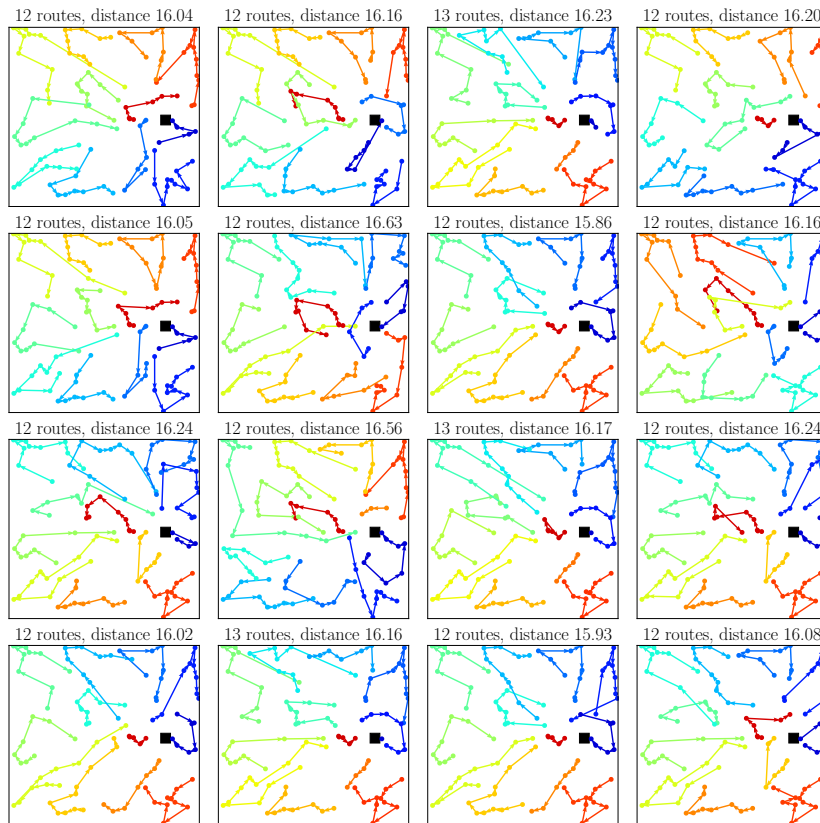 12 routes, distance 16.04
12 routes, distance 16.16
13 routes, distance 16.23
12 routes, distance 16.20
12 routes, distance 16.05
12 routes, distance 16.63
12 routes, distance 15.86
12 routes, distance 16.16
12 routes, distance 16.24
12 routes, distance 16.56
13 routes, distance 16.17
12 routes, distance 16.24
12 routes, distance 16.02
13 routes, distance 16.16
12 routes, distance 15.93
12 routes, distance 16.08